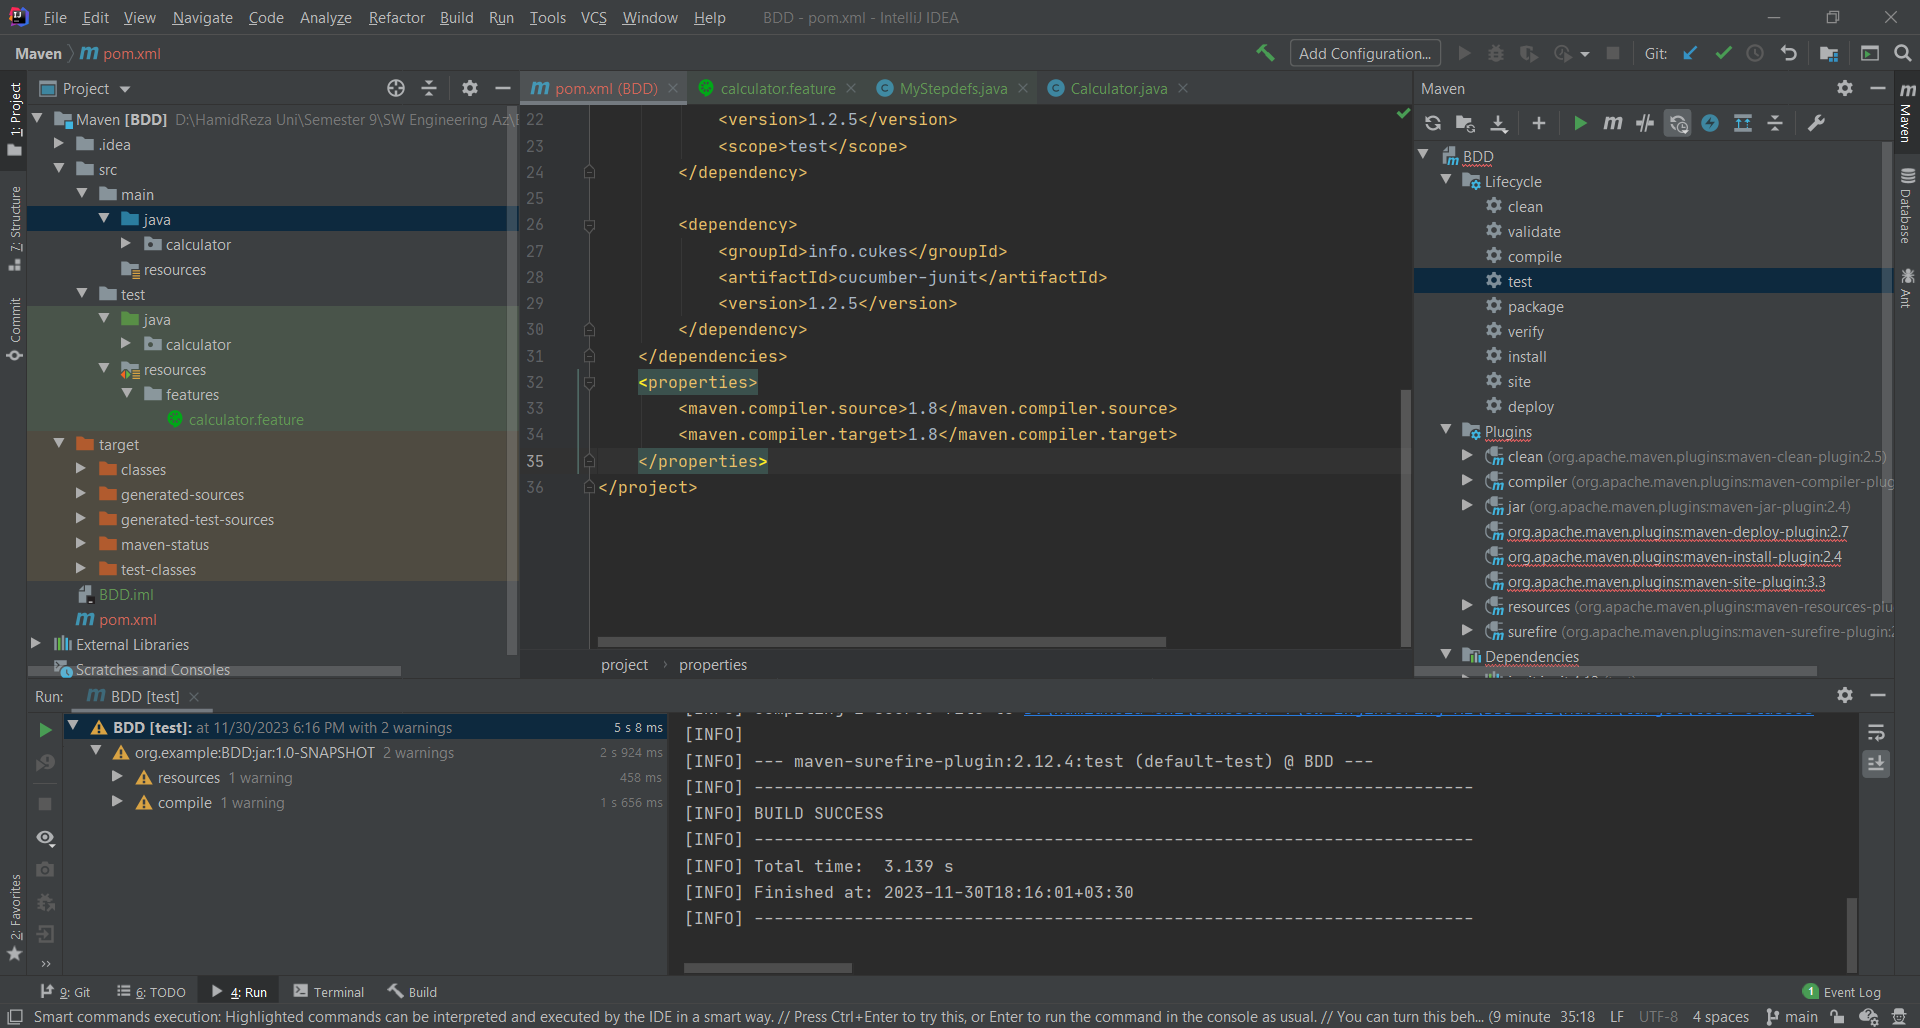 File Edit View Navigate Code Analyze Refactor Build Run Tools VCS Window Help BDD - pom.xml - IntelliJ IDEA
Maven pom.xml Add Configuration... Git:
Project pom.xml (BDD) calculator.feature MyStepdefs.java Calculator.java Maven
1: Project
7: Structure
Commit
2: Favorites
Maven [BDD] D:\HamidReza Uni\Semester 9\SW Engineering Az\
.idea
src
main
java
calculator
resources
test
java
calculator
resources
features
calculator.feature
target
classes
generated-sources
generated-test-sources
maven-status
test-classes
BDD.iml
pom.xml
External Libraries
Scratches and Consoles
22 <version>1.2.5</version>
23 <scope>test</scope>
24 </dependency>
25
26 <dependency>
27 <groupId>info.cukes</groupId>
28 <artifactId>cucumber-junit</artifactId>
29 <version>1.2.5</version>
30 </dependency>
31 </dependencies>
32 <properties>
33 <maven.compiler.source>1.8</maven.compiler.source>
34 <maven.compiler.target>1.8</maven.compiler.target>
35 </properties>
36 </project>
project › properties
BDD
Lifecycle
clean
validate
compile
test
package
verify
install
site
deploy
Plugins
clean (org.apache.maven.plugins:maven-clean-plugin:2.5)
compiler (org.apache.maven.plugins:maven-compiler-plug
jar (org.apache.maven.plugins:maven-jar-plugin:2.4)
org.apache.maven.plugins:maven-deploy-plugin:2.7
org.apache.maven.plugins:maven-install-plugin:2.4
org.apache.maven.plugins:maven-site-plugin:3.3
resources (org.apache.maven.plugins:maven-resources-plu
surefire (org.apache.maven.plugins:maven-surefire-plugin:2
Dependencies
Maven
Database
Ant
Run: BDD [test]
BDD [test]: at 11/30/2023 6:16 PM with 2 warnings 5 s 8 ms
org.example:BDD:jar:1.0-SNAPSHOT 2 warnings 2 s 924 ms
resources 1 warning 458 ms
compile 1 warning 1 s 656 ms
[INFO]
[INFO] --- maven-surefire-plugin:2.12.4:test (default-test) @ BDD ---
[INFO] ------------------------------------------------------------------------
[INFO] BUILD SUCCESS
[INFO] ------------------------------------------------------------------------
[INFO] Total time: 3.139 s
[INFO] Finished at: 2023-11-30T18:16:01+03:30
[INFO] ------------------------------------------------------------------------
9: Git 6: TODO 4: Run Terminal Build 1 Event Log
Smart commands execution: Highlighted commands can be interpreted and executed by the IDE in a smart way. // Press Ctrl+Enter to try this, or Enter to run the command in the console as usual. // You can turn this beh... (9 minute 35:18 LF UTF-8 4 spaces main